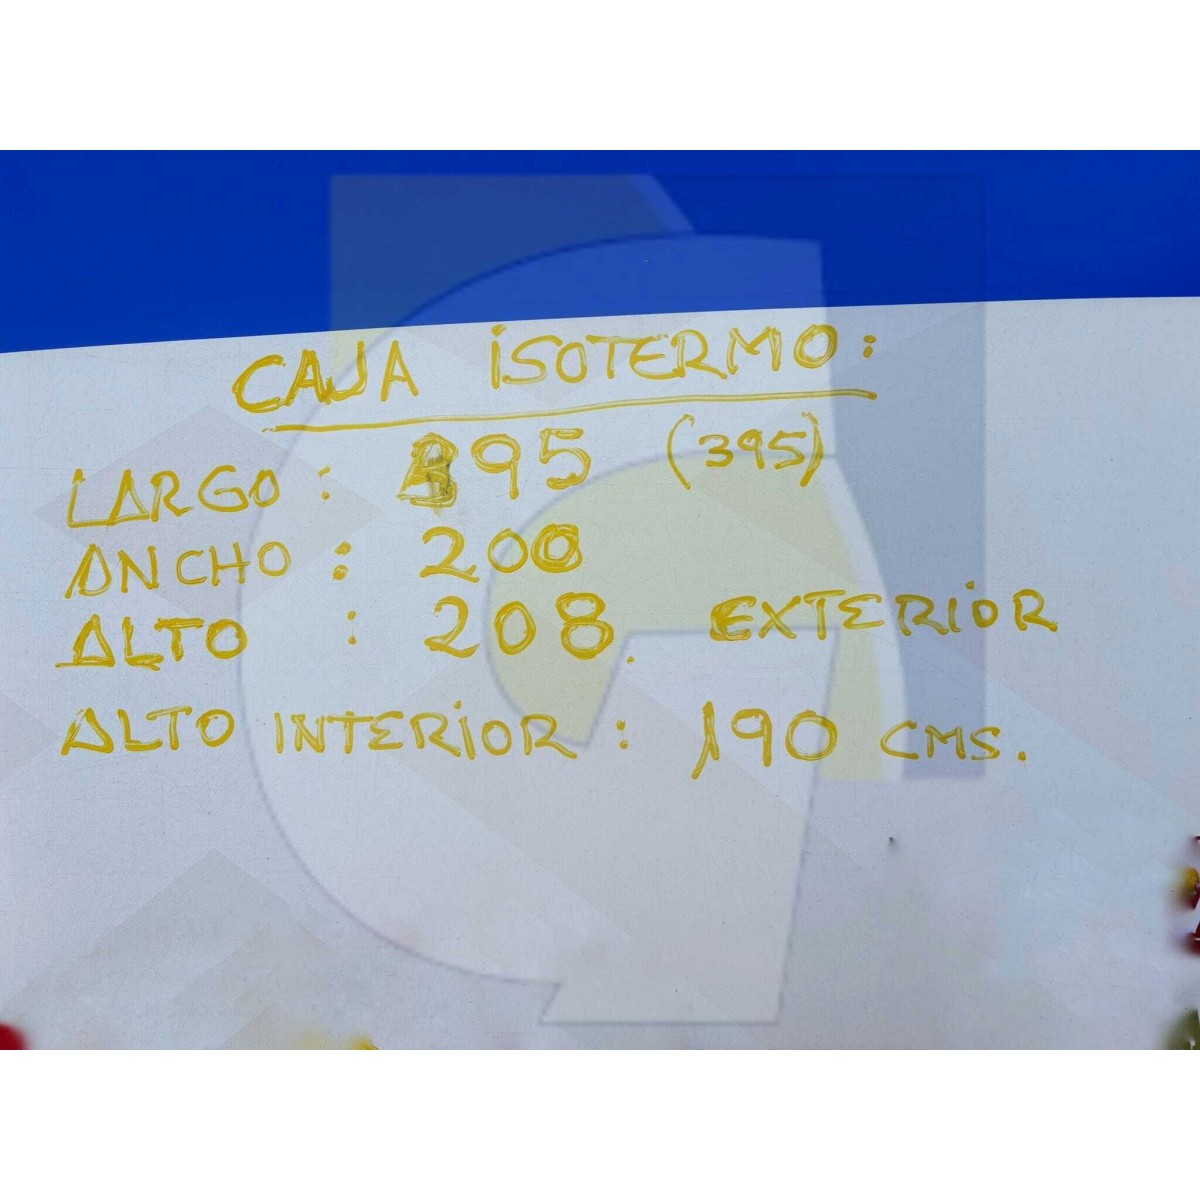 CAJA ISOTERMO:
LARGO: 395 (395)
ANCHO: 200
ALTO: 208. EXTERIOR
ALTO INTERIOR: 190 CMS.